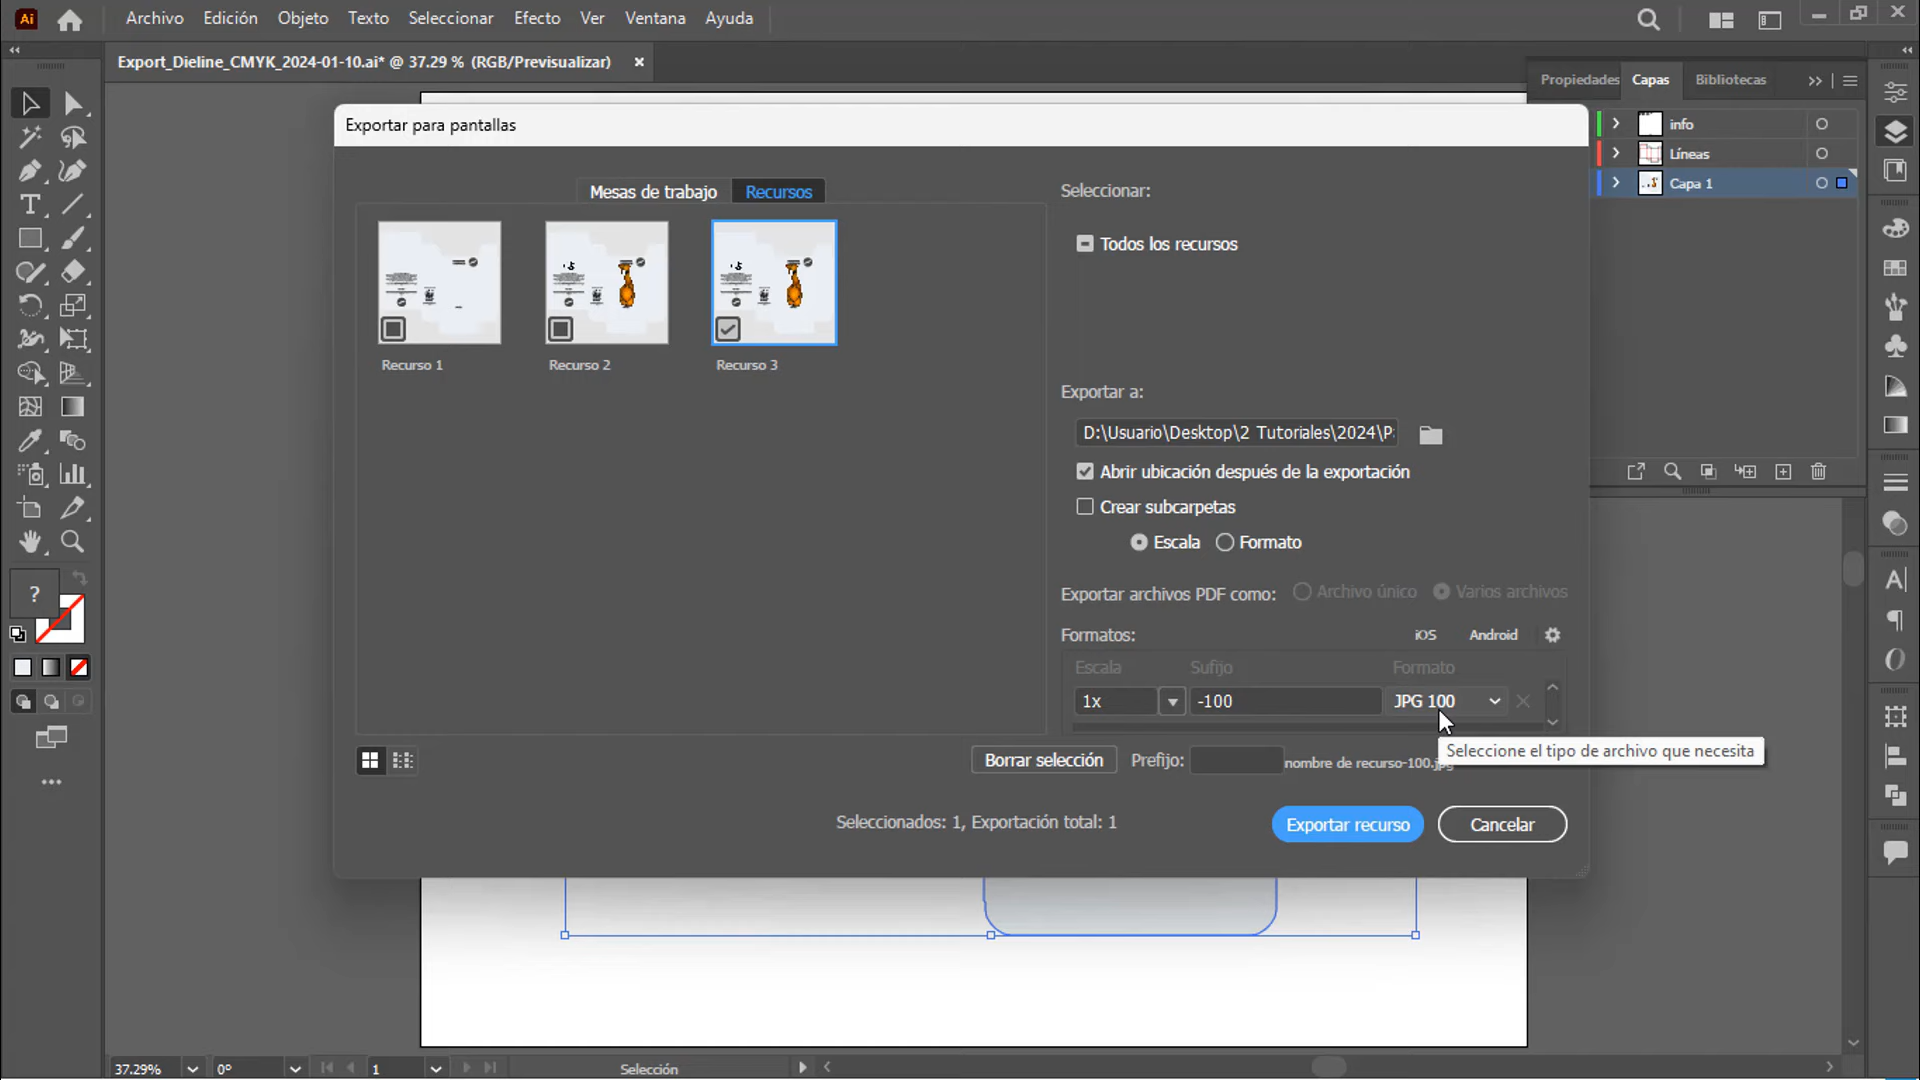 Ai
Archivo Edición Objeto Texto Seleccionar Efecto Ver Ventana Ayuda
Export_Dieline_CMYK_2024-01-10.ai* @ 37.29 % (RGB/Previsualizar)
Propiedades Capas Bibliotecas
info
Líneas
Capa 1
Exportar para pantallas
Mesas de trabajo Recursos
Recurso 1 Recurso 2 Recurso 3
Seleccionar:
Todos los recursos
Exportar a:
D:\Usuario\Desktop\2 Tutoriales\2024\P
Abrir ubicación después de la exportación
Crear subcarpetas
Escala Formato
Exportar archivos PDF como: Archivo único Varios archivos
Formatos: iOS Android
Escala Sufijo Formato
1x -100 JPG 100
Seleccione el tipo de archivo que necesita
Borrar selección Prefijo: nombre de recurso-100.jpg
Seleccionados: 1, Exportación total: 1
Exportar recurso Cancelar
?
37.29% 0° 1 Selección